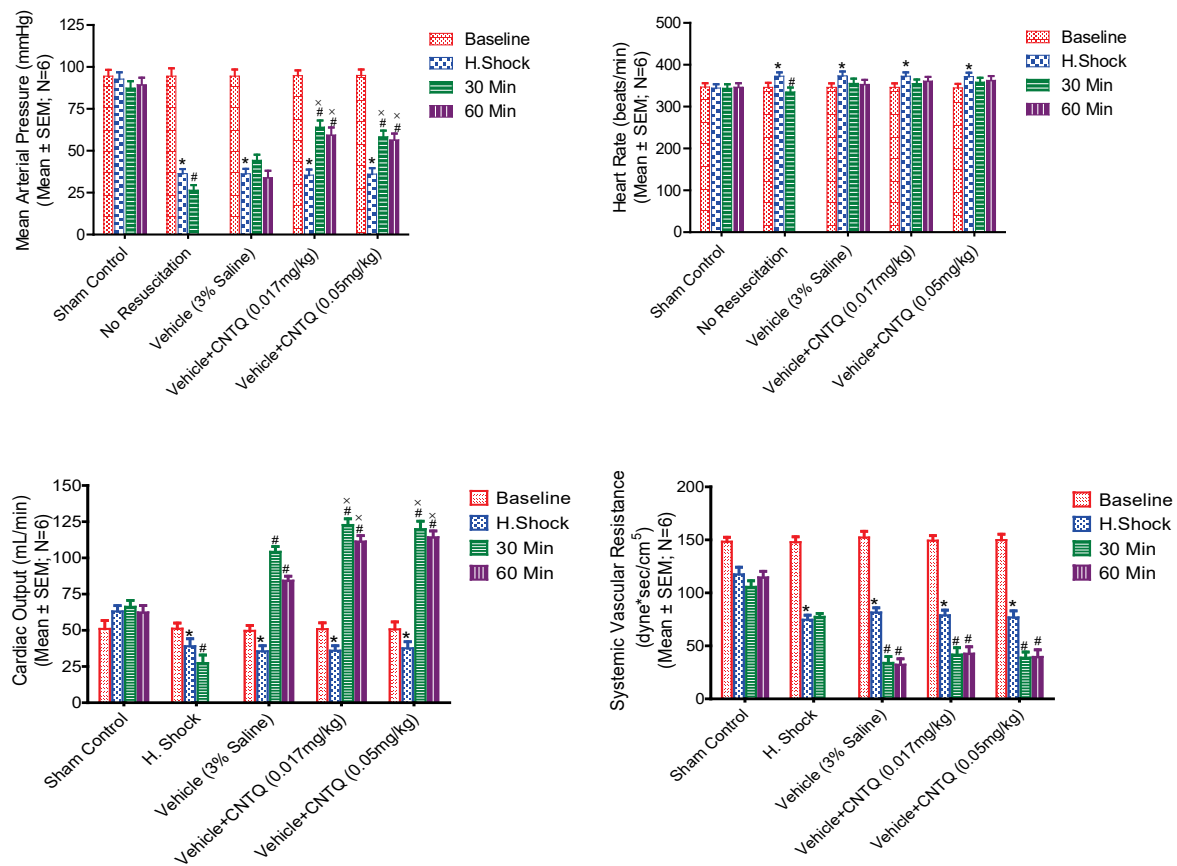 Mean Arterial Pressure (mmHg)
(Mean ± SEM; N=6)
125
100
75
50
25
0
*
#
*
*
×
#
×
#
*
×
#
×
#
Baseline
H.Shock
30 Min
60 Min
Sham Control
No Resuscitation
Vehicle (3% Saline)
Vehicle+CNTQ (0.017mg/kg)
Vehicle+CNTQ (0.05mg/kg)
Heart Rate (beats/min)
(Mean ± SEM; N=6)
500
400
300
200
100
0
*
#
*
*
*
Baseline
H.Shock
30 Min
60 Min
Sham Control
No Resuscitation
Vehicle (3% Saline)
Vehicle+CNTQ (0.017mg/kg)
Vehicle+CNTQ (0.05mg/kg)
Cardiac Output (mL/min)
(Mean ± SEM; N=6)
150
125
100
75
50
25
0
*
#
*
#
#
*
×
#
×
#
*
×
#
×
#
Baseline
H.Shock
30 Min
60 Min
Sham Control
H. Shock
Vehicle (3% Saline)
Vehicle+CNTQ (0.017mg/kg)
Vehicle+CNTQ (0.05mg/kg)
Systemic Vascular Resistance
(dyne*sec/cm⁵)
(Mean ± SEM; N=6)
200
150
100
50
0
*
*
# #
*
# #
*
# #
Baseline
H.Shock
30 Min
60 Min
Sham Control
H. Shock
Vehicle (3% Saline)
Vehicle+CNTQ (0.017mg/kg)
Vehicle+CNTQ (0.05mg/kg)